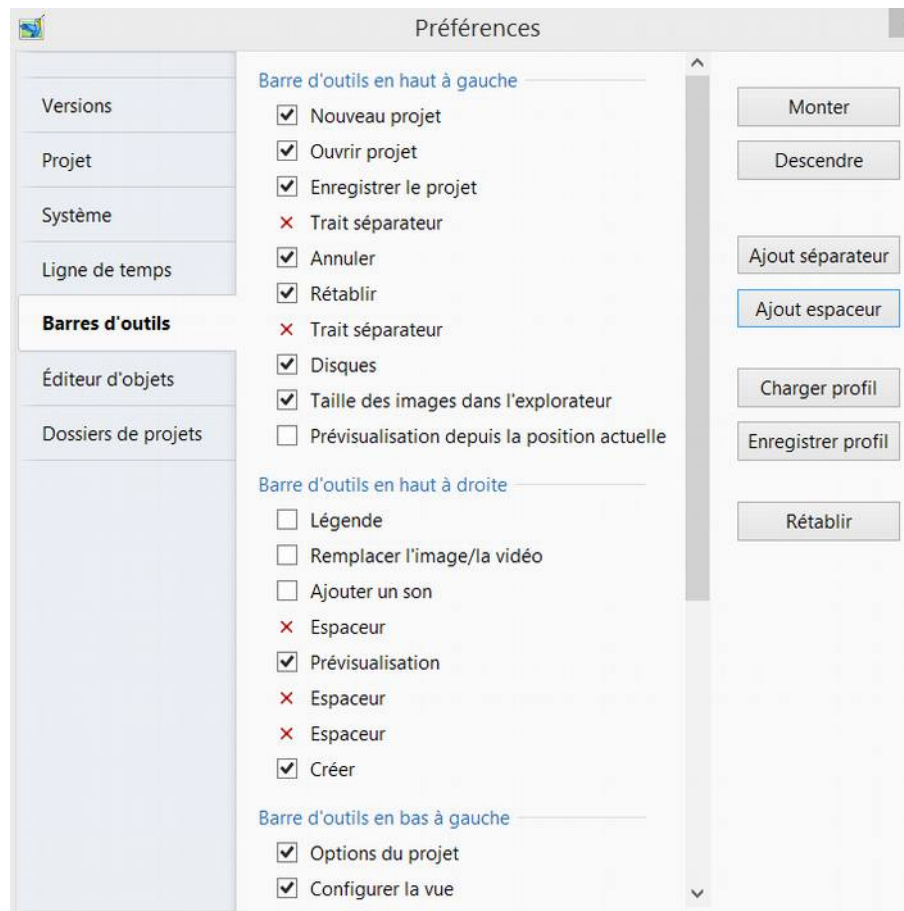 Préférences
Versions
Projet
Système
Ligne de temps
Barres d'outils
Éditeur d'objets
Dossiers de projets
Barre d'outils en haut à gauche
Nouveau projet
Ouvrir projet
Enregistrer le projet
Trait séparateur
Annuler
Rétablir
Trait séparateur
Disques
Taille des images dans l'explorateur
Prévisualisation depuis la position actuelle
Barre d'outils en haut à droite
Légende
Remplacer l'image/la vidéo
Ajouter un son
Espaceur
Prévisualisation
Espaceur
Espaceur
Créer
Barre d'outils en bas à gauche
Options du projet
Configurer la vue
Monter
Descendre
Ajout séparateur
Ajout espaceur
Charger profil
Enregistrer profil
Rétablir